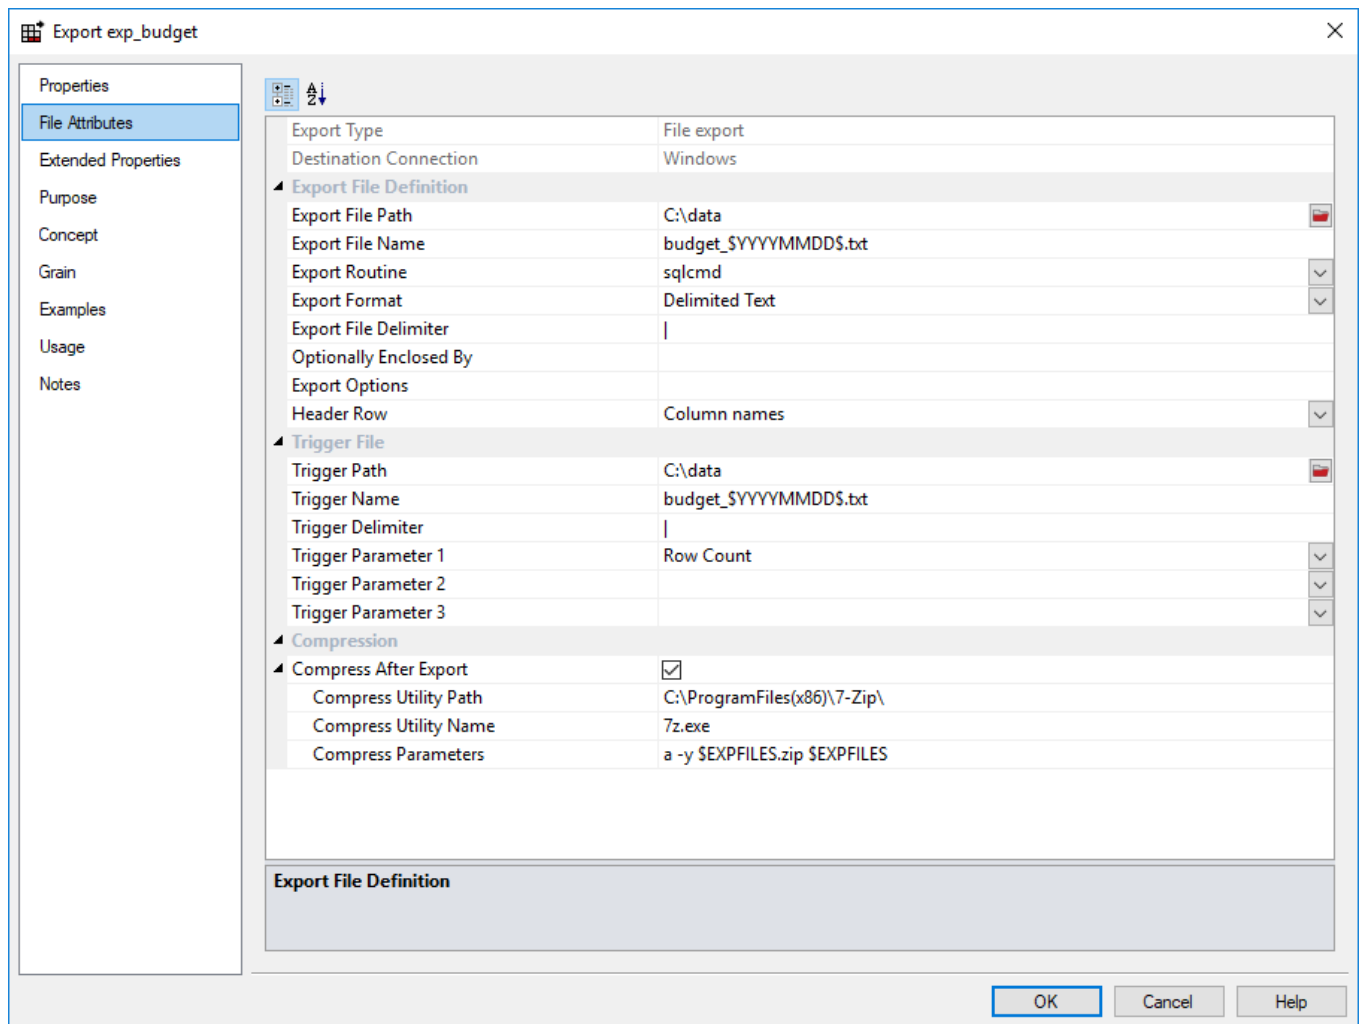 Export exp_budget
Properties
File Attributes
Extended Properties
Purpose
Concept
Grain
Examples
Usage
Notes
Export Type File export
Destination Connection Windows
Export File Definition
Export File Path C:\data
Export File Name budget_$YYYYMMDD$.txt
Export Routine sqlcmd
Export Format Delimited Text
Export File Delimiter |
Optionally Enclosed By
Export Options
Header Row Column names
Trigger File
Trigger Path C:\data
Trigger Name budget_$YYYYMMDD$.txt
Trigger Delimiter |
Trigger Parameter 1 Row Count
Trigger Parameter 2
Trigger Parameter 3
Compression
Compress After Export
Compress Utility Path C:\ProgramFiles(x86)\7-Zip\
Compress Utility Name 7z.exe
Compress Parameters a -y $EXPFILES.zip $EXPFILES
Export File Definition
OK Cancel Help